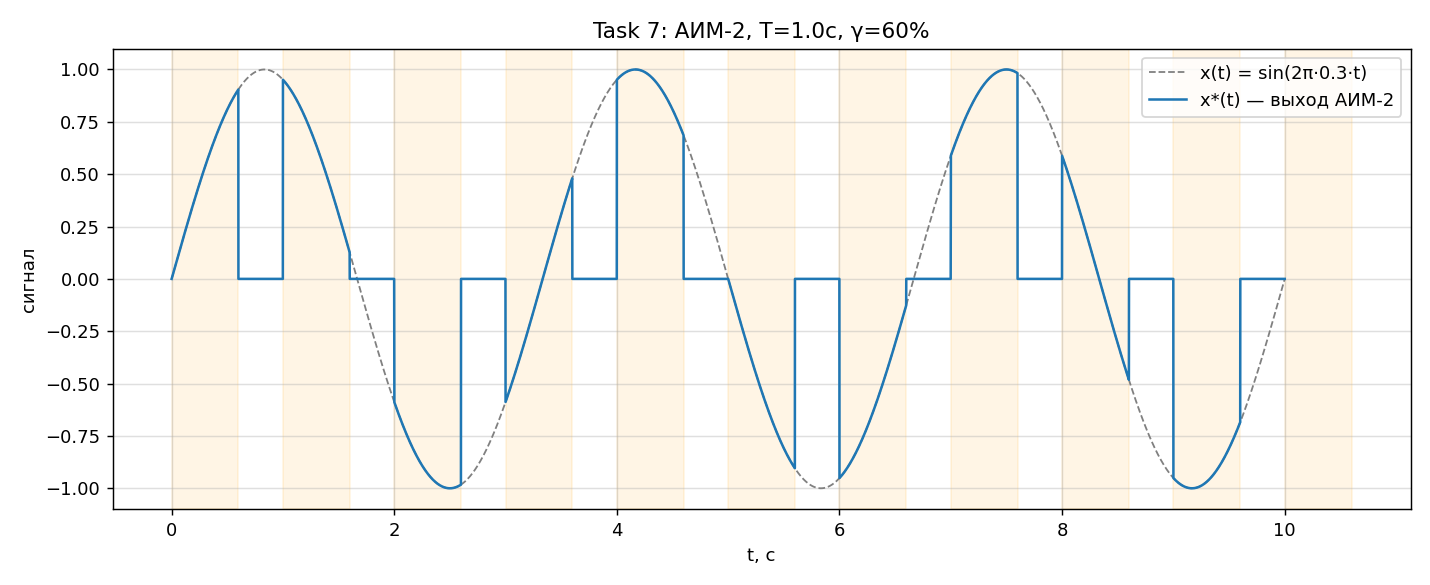 Task 7: АИМ-2, T=1.0с, γ=60%
x(t) = sin(2π·0.3·t)
x*(t) — выход АИМ-2
1.00
0.75
0.50
0.25
0.00
−0.25
−0.50
−0.75
−1.00
сигнал
0 2 4 6 8 10
t, с